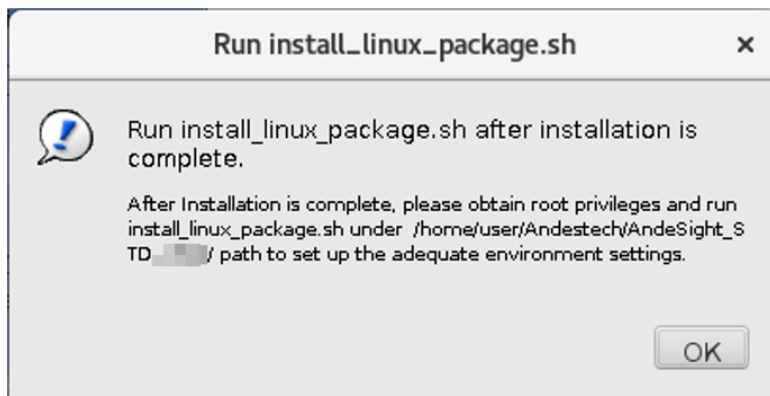 Run install_linux_package.sh
Run install_linux_package.sh after installation is
complete.
After Installation is complete, please obtain root privileges and run
install_linux_package.sh under /home/user/Andestech/AndeSight_S
TD / path to set up the adequate environment settings.
OK